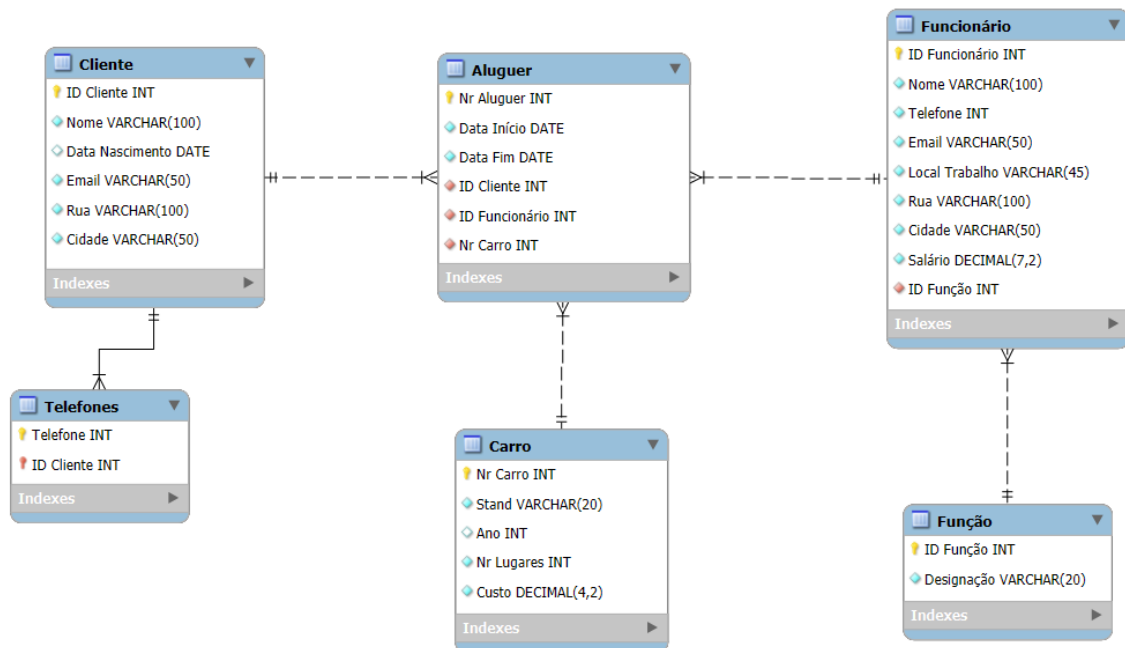 Cliente
ID Cliente INT
Nome VARCHAR(100)
Data Nascimento DATE
Email VARCHAR(50)
Rua VARCHAR(100)
Cidade VARCHAR(50)
Indexes
Aluguer
Nr Aluguer INT
Data Início DATE
Data Fim DATE
ID Cliente INT
ID Funcionário INT
Nr Carro INT
Indexes
Funcionário
ID Funcionário INT
Nome VARCHAR(100)
Telefone INT
Email VARCHAR(50)
Local Trabalho VARCHAR(45)
Rua VARCHAR(100)
Cidade VARCHAR(50)
Salário DECIMAL(7,2)
ID Função INT
Indexes
Telefones
Telefone INT
ID Cliente INT
Indexes
Carro
Nr Carro INT
Stand VARCHAR(20)
Ano INT
Nr Lugares INT
Custo DECIMAL(4,2)
Indexes
Função
ID Função INT
Designação VARCHAR(20)
Indexes